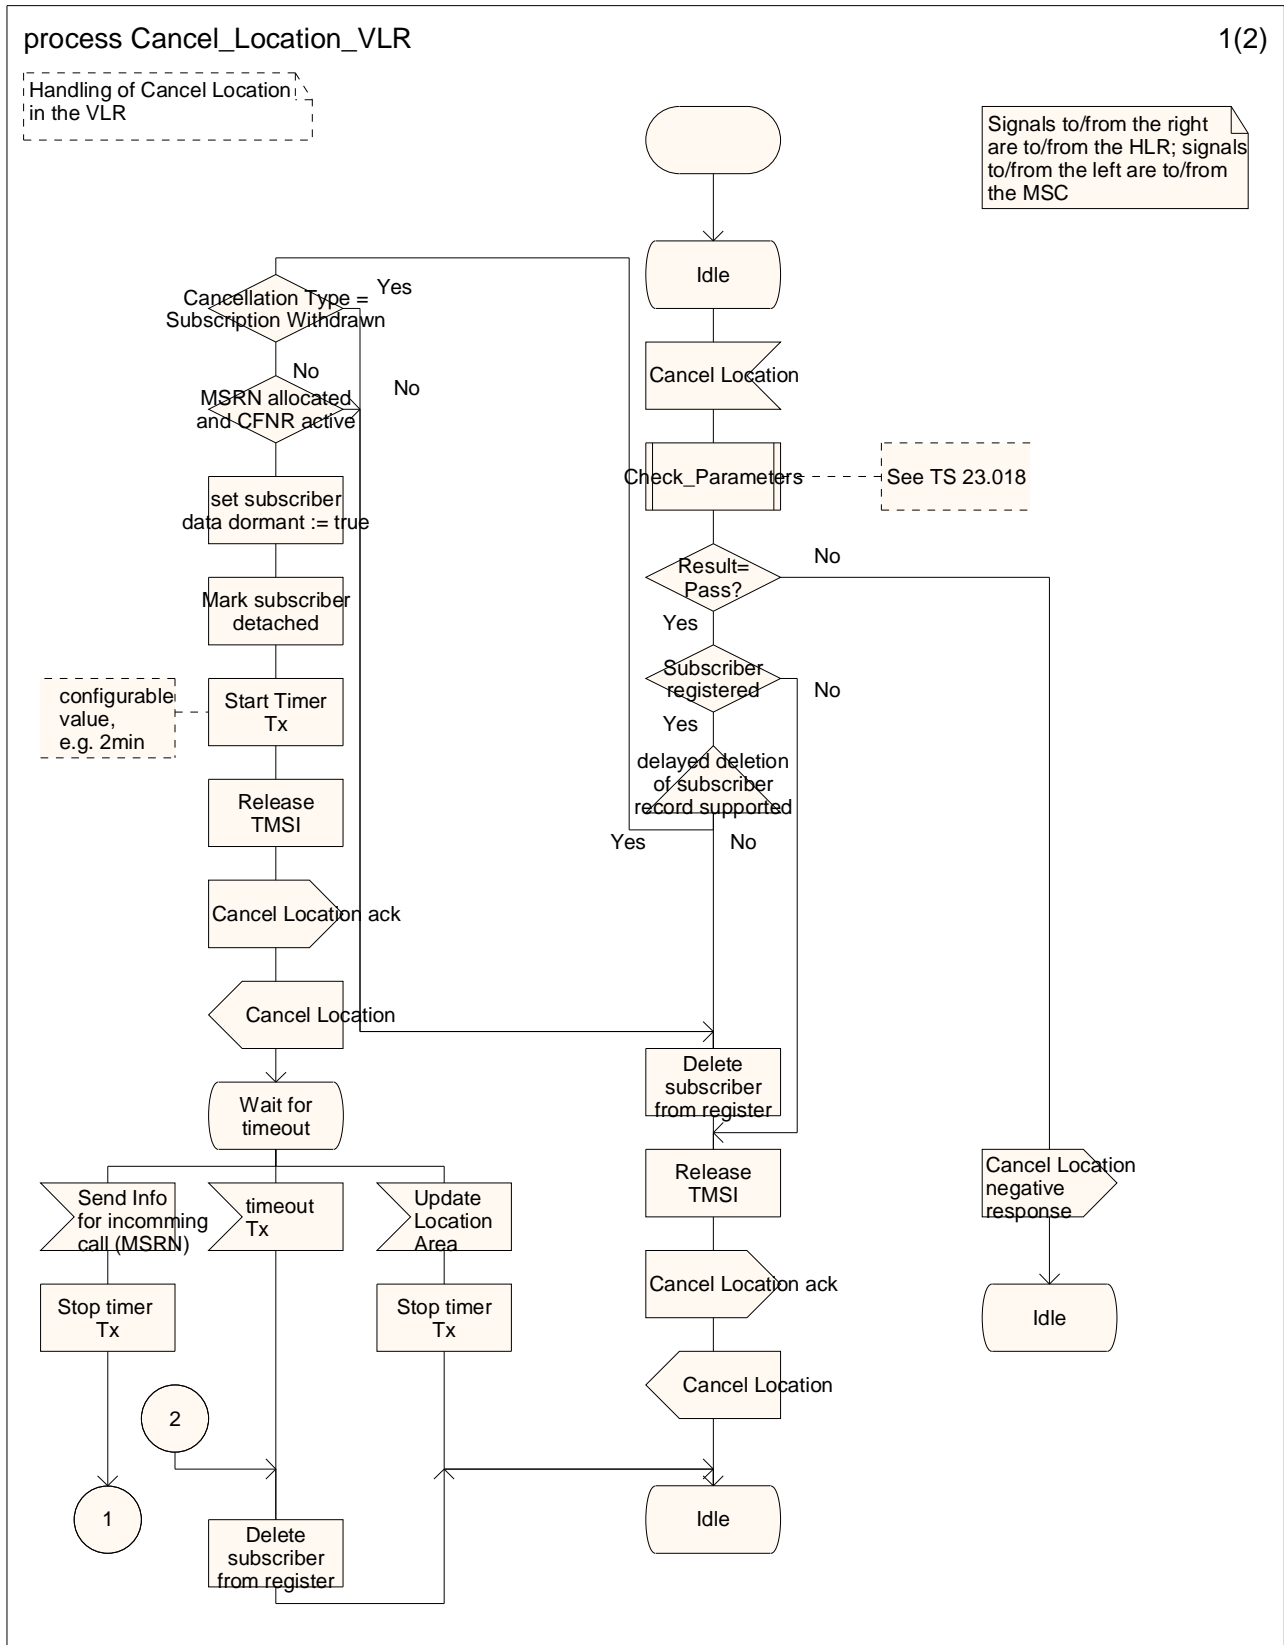 process Cancel_Location_VLR
1(2)
Handling of Cancel Location
in the VLR
Signals to/from the right
are to/from the HLR; signals
to/from the left are to/from
the MSC
Idle
Cancel Location
Check_Parameters
See TS 23.018
Result=
Pass?
No
Yes
Subscriber
registered
No
Yes
delayed deletion
of subscriber
record supported
Yes
No
Cancellation Type =
Subscription Withdrawn
Yes
No
MSRN allocated
and CFNR active
No
set subscriber
data dormant := true
Mark subscriber
detached
configurable
value,
e.g. 2min
Start Timer
Tx
Release
TMSI
Cancel Location ack
Cancel Location
Wait for
timeout
Send Info
for incomming
call (MSRN)
timeout
Tx
Update
Location
Area
Stop timer
Tx
Stop timer
Tx
2
1
Delete
subscriber
from register
Delete
subscriber
from register
Release
TMSI
Cancel Location ack
Cancel Location
Idle
Cancel Location
negative
response
Idle